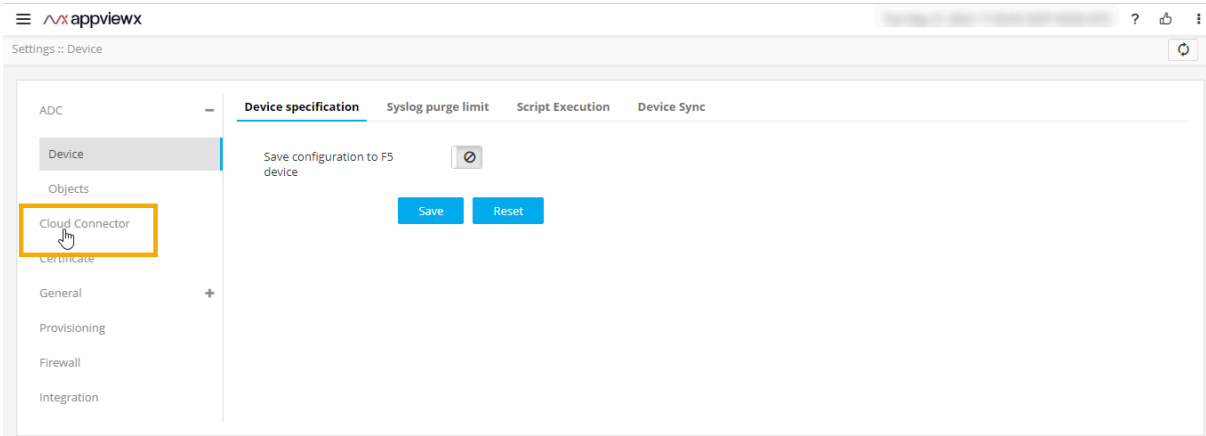 appviewx
?
Settings :: Device
ADC
Device
Objects
Cloud Connector
Certificate
General
Provisioning
Firewall
Integration
Device specification Syslog purge limit Script Execution Device Sync
Save configuration to F5
device
Save Reset